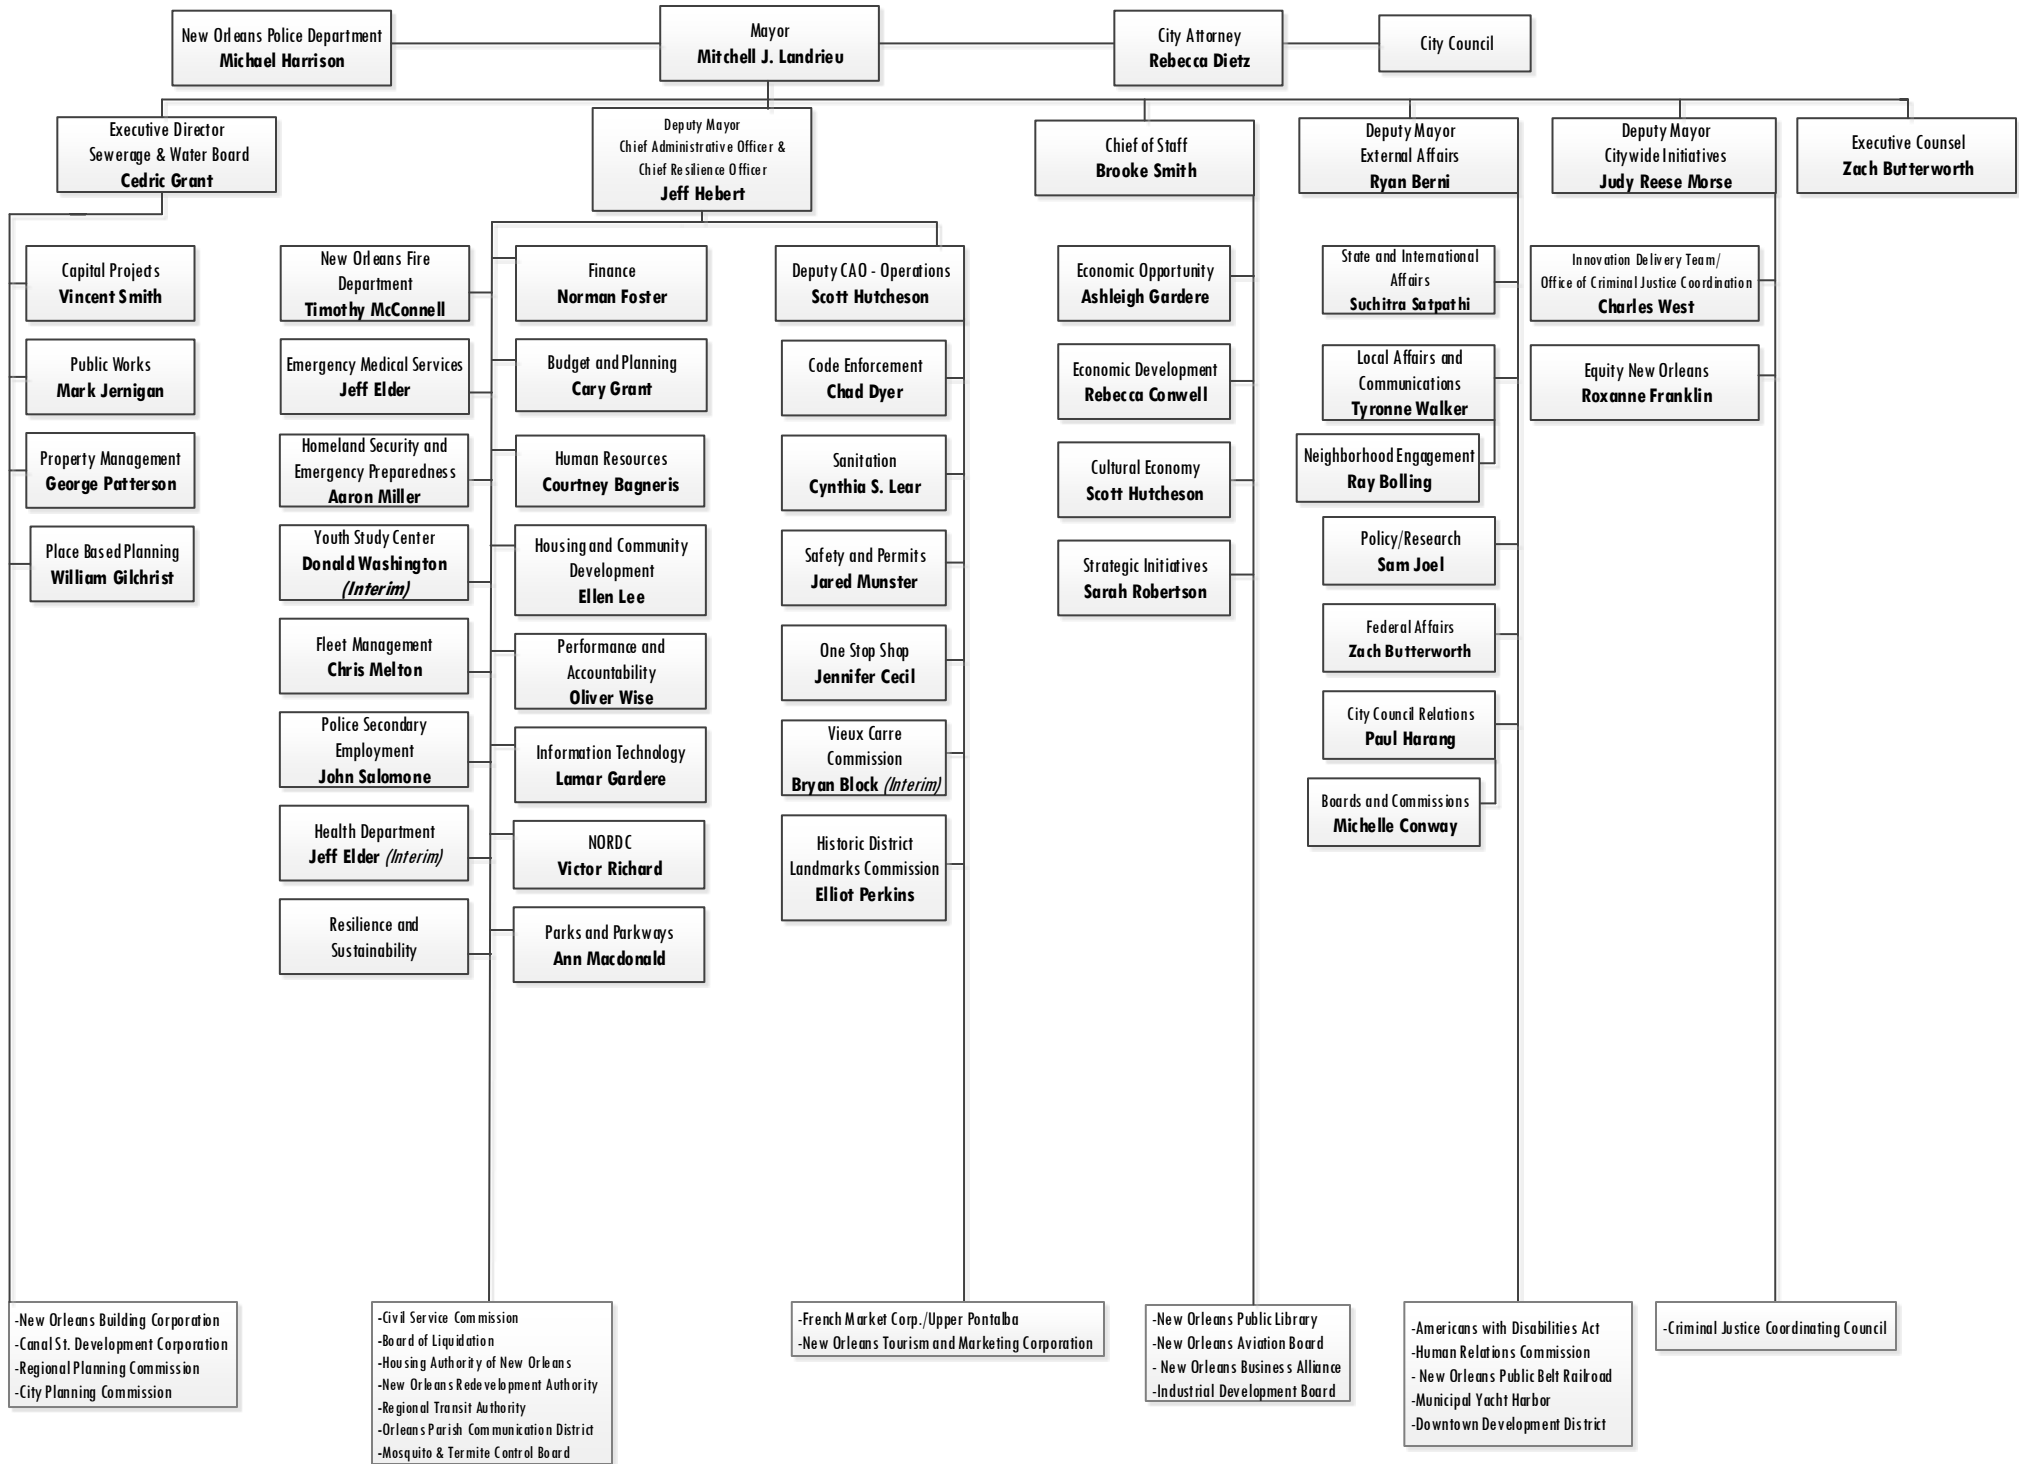 New Orleans Police Department
Michael Harrison
Mayor
Mitchell J. Landrieu
City Attorney
Rebecca Dietz
City Council
Executive Director
Sewerage & Water Board
Cedric Grant
Deputy Mayor
Chief Administrative Officer &
Chief Resilience Officer
Jeff Hebert
Chief of Staff
Brooke Smith
Deputy Mayor
External Affairs
Ryan Berni
Deputy Mayor
Citywide Initiatives
Judy Reese Morse
Executive Counsel
Zach Butterworth
Capital Projects
Vincent Smith
Public Works
Mark Jernigan
Property Management
George Patterson
Place Based Planning
William Gilchrist
New Orleans Fire
Department
Timothy McConnell
Emergency Medical Services
Jeff Elder
Homeland Security and
Emergency Preparedness
Aaron Miller
Youth Study Center
Donald Washington
(Interim)
Fleet Management
Chris Melton
Police Secondary
Employment
John Salomone
Health Department
Jeff Elder (Interim)
Resilience and
Sustainability
Finance
Norman Foster
Budget and Planning
Cary Grant
Human Resources
Courtney Bagneris
Housing and Community
Development
Ellen Lee
Performance and
Accountability
Oliver Wise
Information Technology
Lamar Gardere
NORDC
Victor Richard
Parks and Parkways
Ann Macdonald
Deputy CAO - Operations
Scott Hutcheson
Code Enforcement
Chad Dyer
Sanitation
Cynthia S. Lear
Safety and Permits
Jared Munster
One Stop Shop
Jennifer Cecil
Vieux Carre
Commission
Bryan Block (Interim)
Historic District
Landmarks Commission
Elliot Perkins
Economic Opportunity
Ashleigh Gardere
Economic Development
Rebecca Conwell
Cultural Economy
Scott Hutcheson
Strategic Initiatives
Sarah Robertson
State and International
Affairs
Suchitra Satpathi
Local Affairs and
Communications
Tyronne Walker
Neighborhood Engagement
Ray Bolling
Policy/Research
Sam Joel
Federal Affairs
Zach Butterworth
City Council Relations
Paul Harang
Boards and Commissions
Michelle Conway
Innovation Delivery Team/
Office of Criminal Justice Coordination
Charles West
Equity New Orleans
Roxanne Franklin
-New Orleans Building Corporation
-Canal St. Development Corporation
-Regional Planning Commission
-City Planning Commission
-Civil Service Commission
-Board of Liquidation
-Housing Authority of New Orleans
-New Orleans Redevelopment Authority
-Regional Transit Authority
-Orleans Parish Communication District
-Mosquito & Termite Control Board
-French Market Corp./Upper Pontalba
-New Orleans Tourism and Marketing Corporation
-New Orleans Public Library
-New Orleans Aviation Board
- New Orleans Business Alliance
-Industrial Development Board
-Americans with Disabilities Act
-Human Relations Commission
- New Orleans Public Belt Railroad
-Municipal Yacht Harbor
-Downtown Development District
-Criminal Justice Coordinating Council